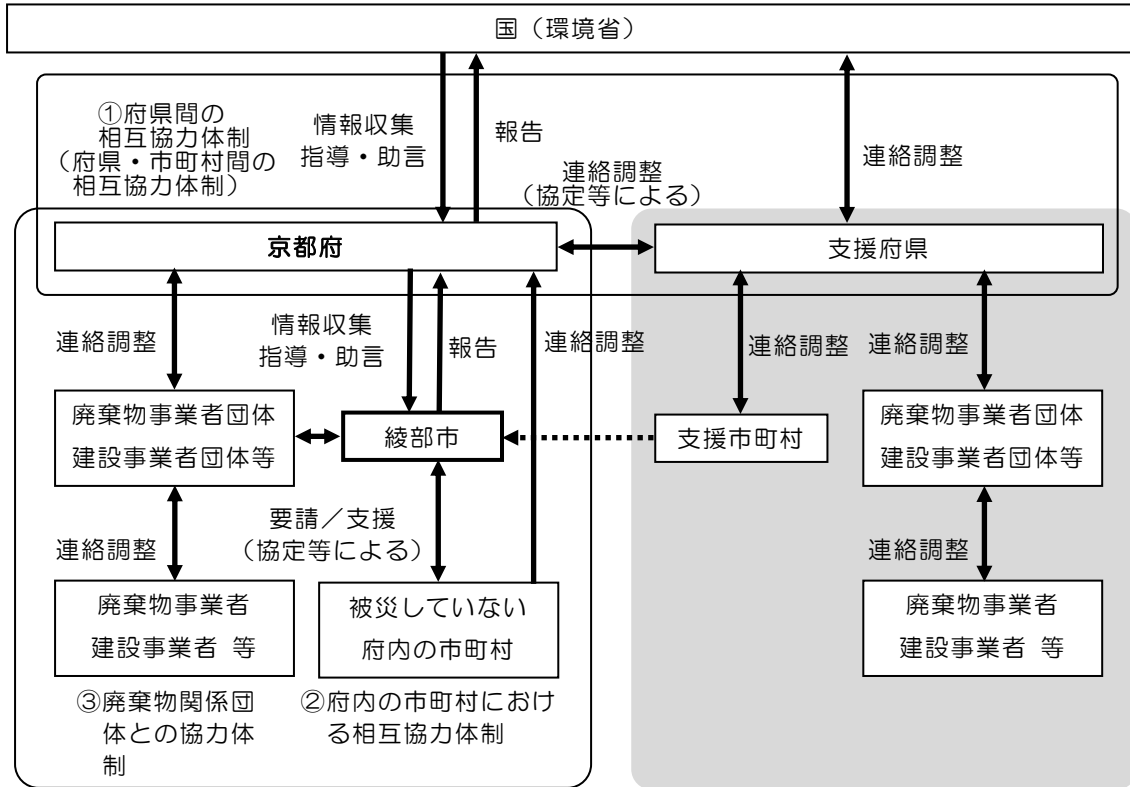 国（環境省）
①府県間の
相互協力体制
（府県・市町村間の
相互協力体制）
情報収集
指導・助言
報告
連絡調整
（協定等による）
連絡調整
京都府
支援府県
連絡調整
情報収集
指導・助言
報告
連絡調整
連絡調整
連絡調整
廃棄物事業者団体
建設事業者団体等
綾部市
支援市町村
廃棄物事業者団体
建設事業者団体等
連絡調整
要請／支援
（協定等による）
連絡調整
廃棄物事業者
建設事業者 等
被災していない
府内の市町村
廃棄物事業者
建設事業者 等
③廃棄物関係団
体との協力体
制
②府内の市町村におけ
る相互協力体制